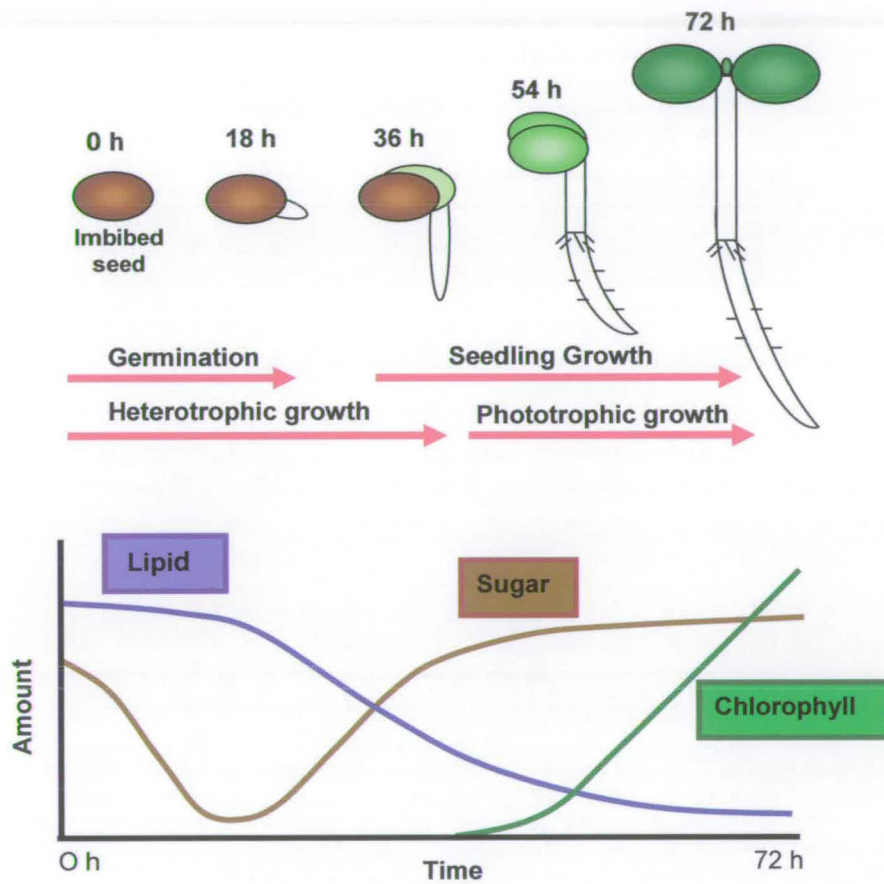 72 h
54 h
0 h
18 h
36 h
Imbibed
seed
Germination
Seedling Growth
Heterotrophic growth
Phototrophic growth
Lipid
Sugar
Chlorophyll
Amount
O h
Time
72 h